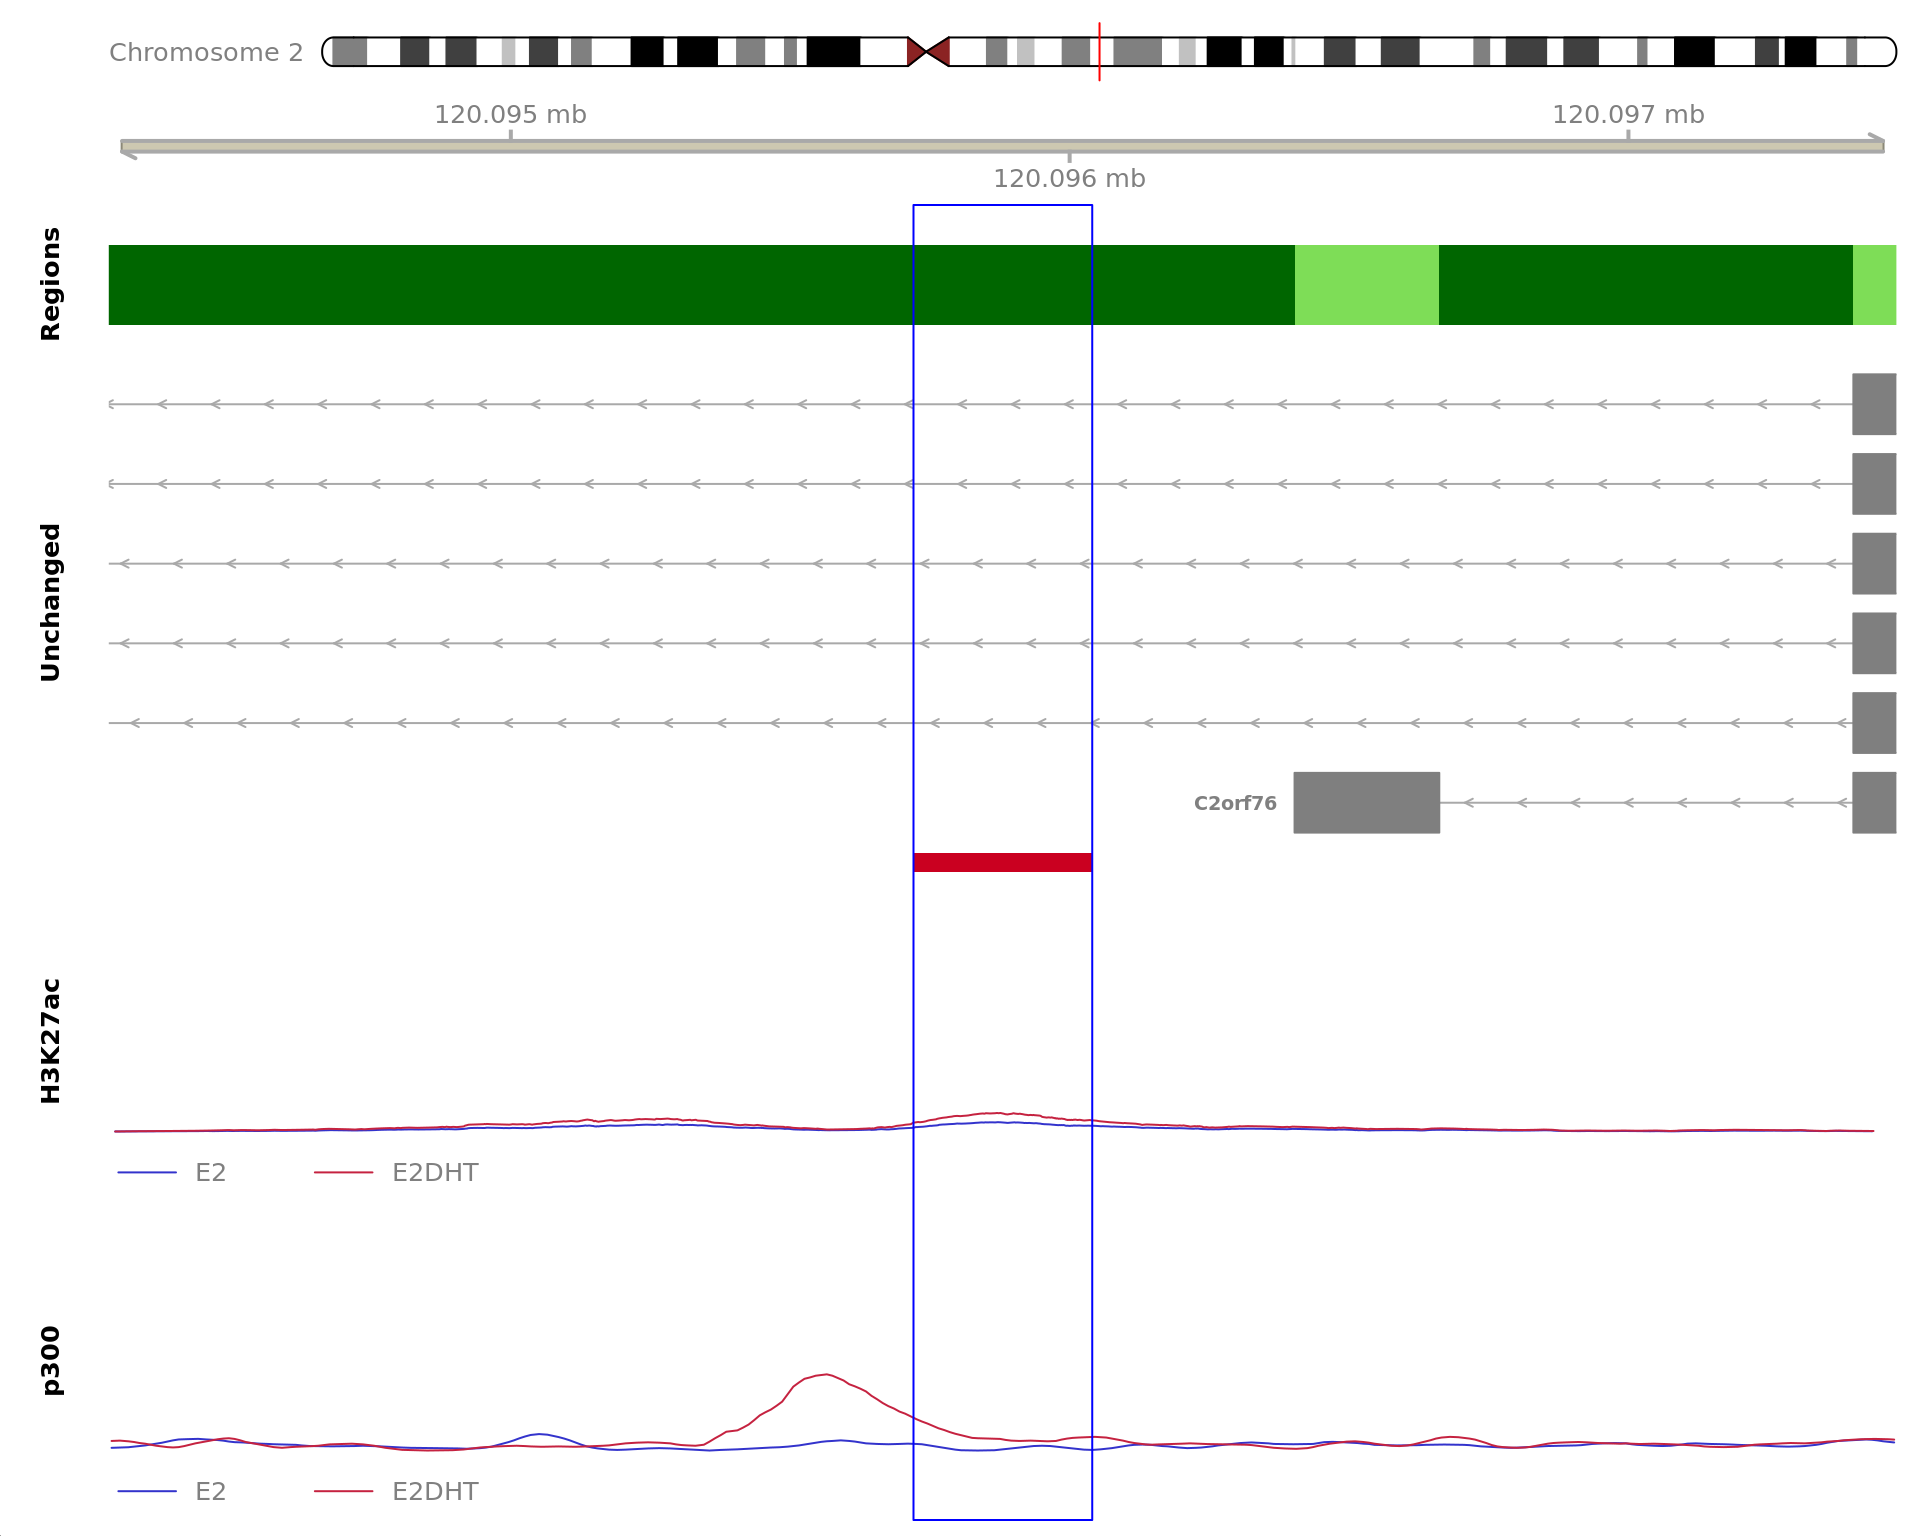 Chromosome 2
120.095 mb
120.097 mb
120.096 mb
Regions
Unchanged
C2orf76
H3K27ac
E2 E2DHT
p300
E2 E2DHT